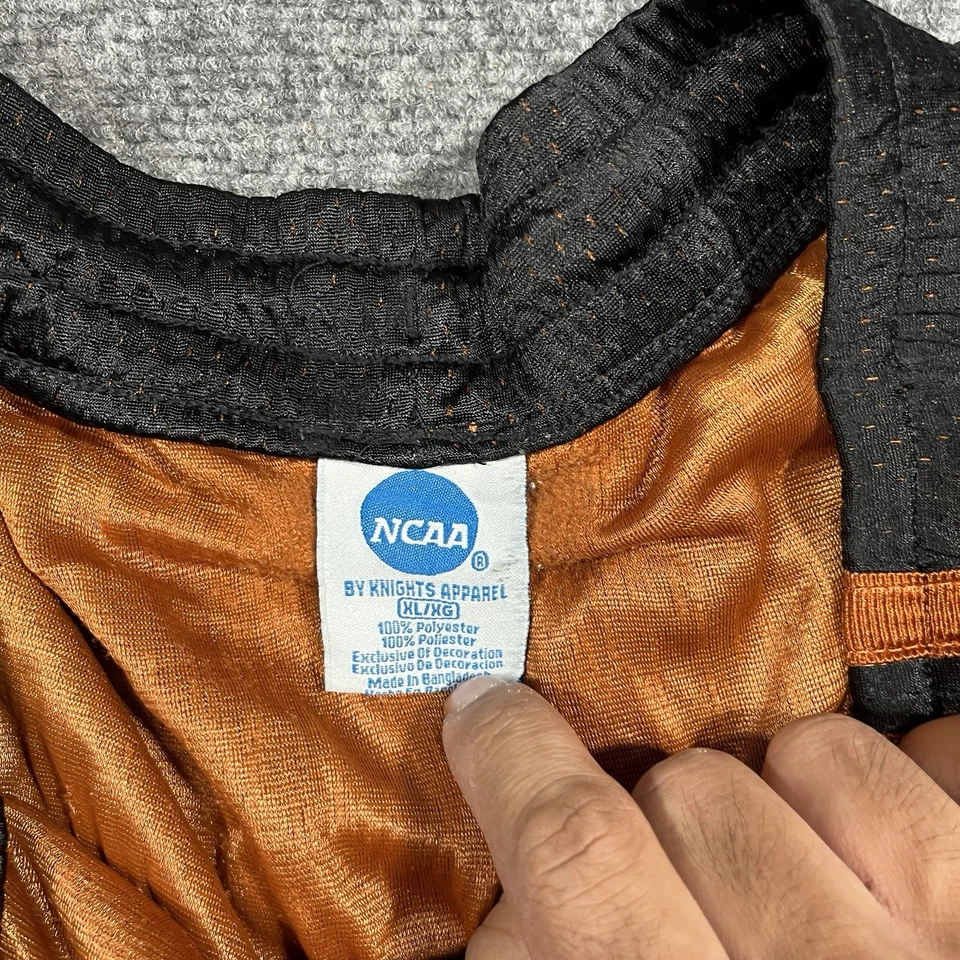 NCAA
®
BY KNIGHTS APPAREL
XL/XG
100% Polyester
100% Poliester
Exclusive Of Decoration
Exclusivo De Decoracion
Made In Bangladesh